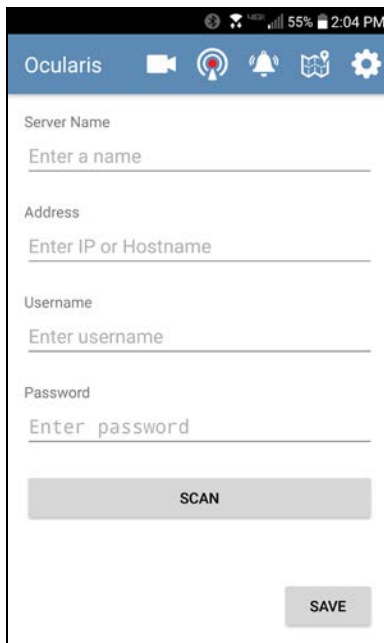 55% 2:04 PM
Ocularis
Server Name
Enter a name
Address
Enter IP or Hostname
Username
Enter username
Password
Enter password
SCAN
SAVE